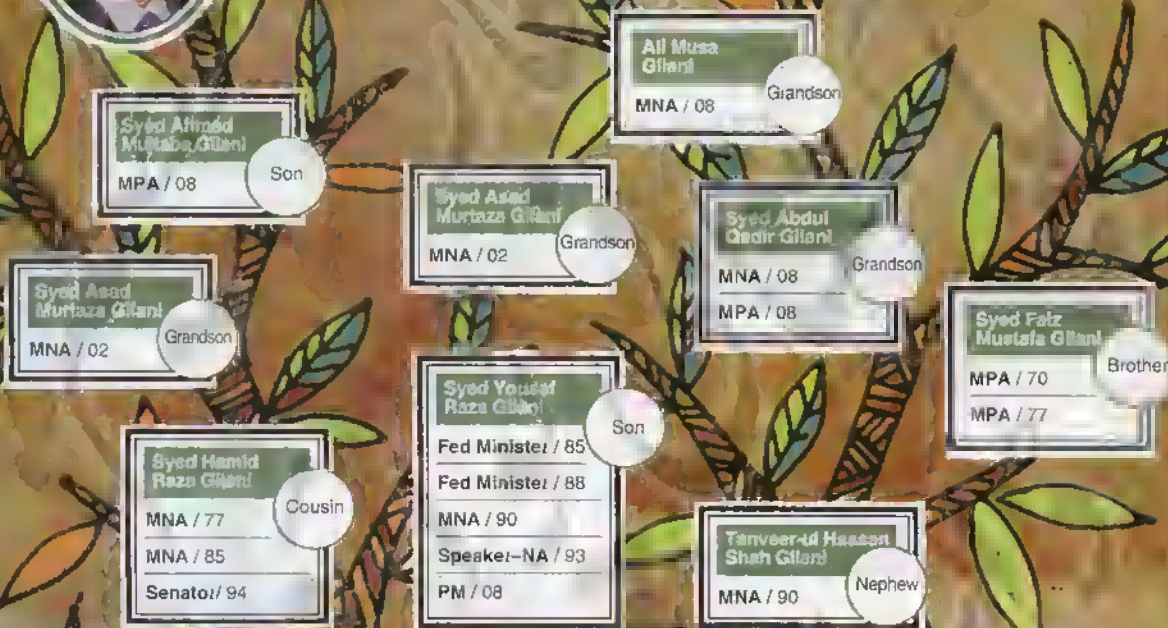 Ali Musa
Gilani
MNA / 08
Grandson
Syed Ahmed
Mujtaba Gilani
MPA / 08
Son
Syed Asad
Murtaza Gilani
MNA / 02
Grandson
Syed Abdul
Qadir Gilani
MNA / 08
MPA / 08
Grandson
Syed Asad
Murtaza Gilani
MNA / 02
Grandson
Syed Faiz
Mustafa Gilani
MPA / 70
MPA / 77
Brother
Syed Yousaf
Raza Gilani
Fed Minister / 85
Fed Minister / 88
MNA / 90
Speaker–NA / 93
PM / 08
Son
Syed Hamid
Raza Gilani
MNA / 77
MNA / 85
Senator/ 94
Cousin
Tanveer-ul Hassan
Shah Gilani
MNA / 90
Nephew